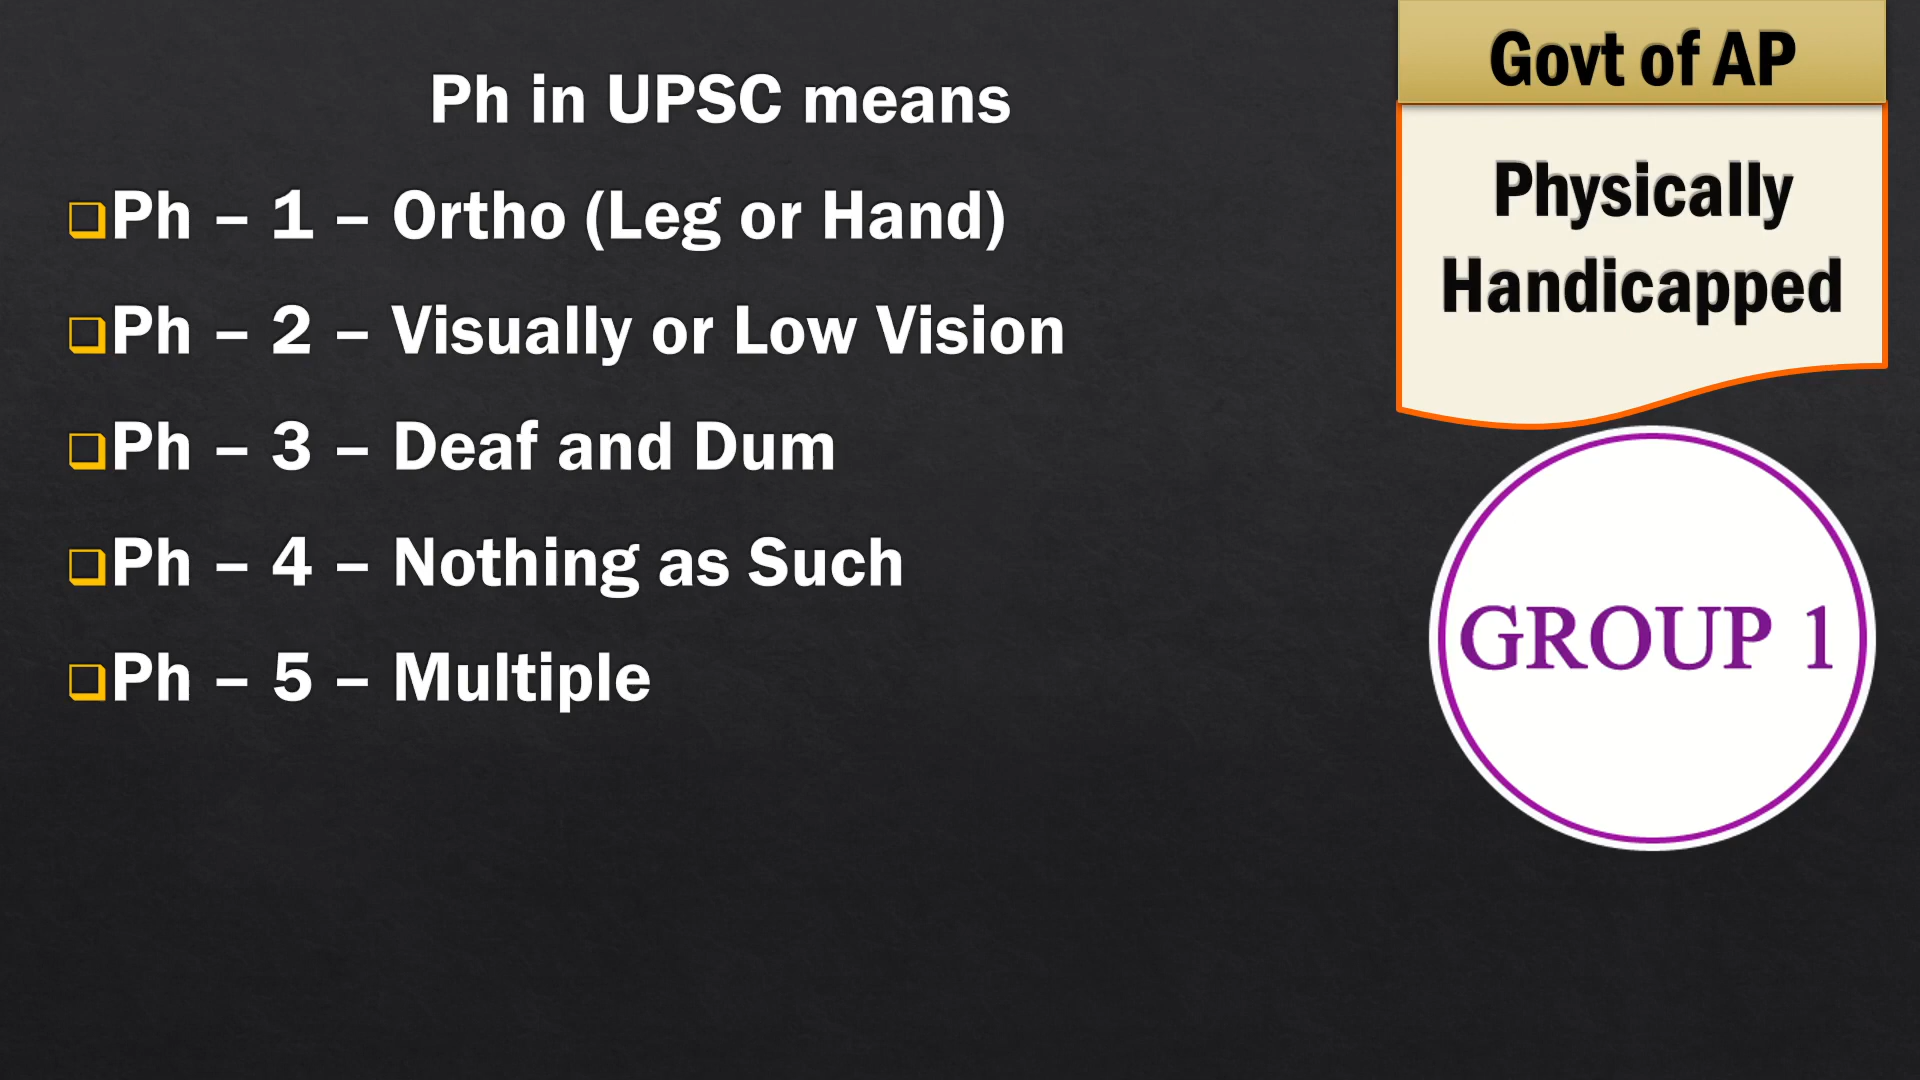 Ph in UPSC means
Ph – 1 – Ortho (Leg or Hand)
Ph – 2 – Visually or Low Vision
Ph – 3 – Deaf and Dum
Ph – 4 – Nothing as Such
Ph – 5 – Multiple
Govt of AP
Physically
Handicapped
GROUP 1